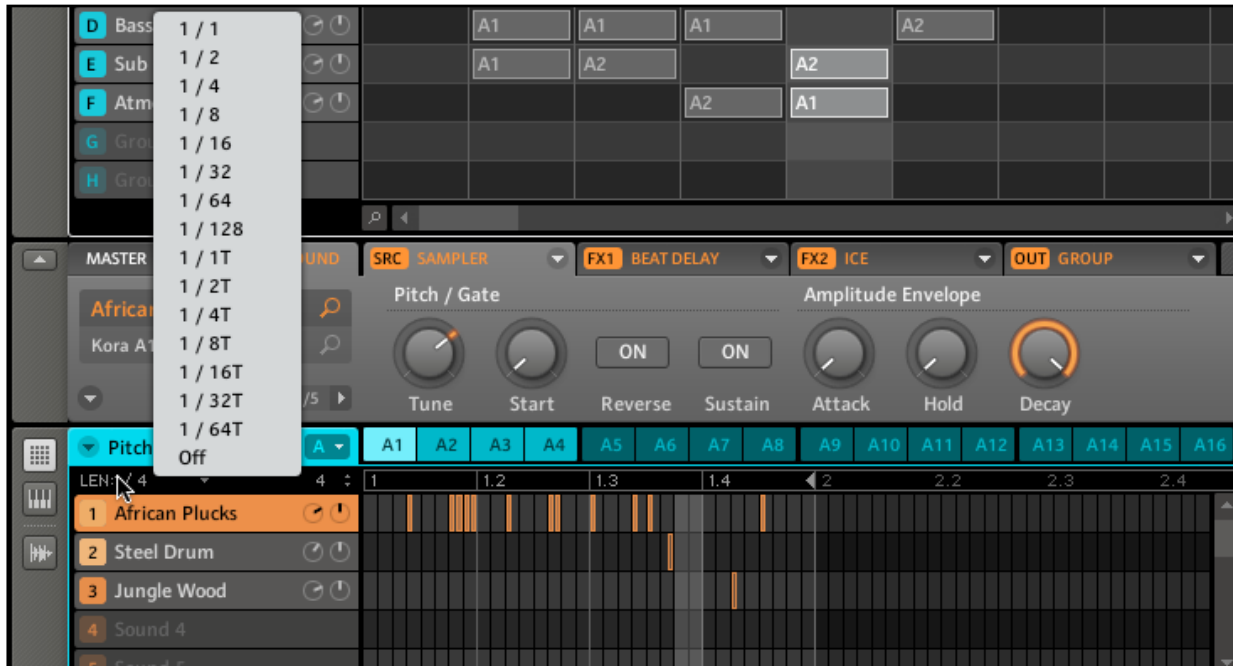 D Bass A1 A1 A1 A2
E Sub A1 A2 A2
F Atm A2 A1
G Grou
H Grou
1 / 1
1 / 2
1 / 4
1 / 8
1 / 16
1 / 32
1 / 64
1 / 128
1 / 1T
1 / 2T
1 / 4T
1 / 8T
1 / 16T
1 / 32T
1 / 64T
Off
MASTER UND SRC SAMPLER FX1 BEAT DELAY FX2 ICE OUT GROUP
Pitch / Gate Amplitude Envelope
Africa
Kora A1
ON ON
/5
Tune Start Reverse Sustain Attack Hold Decay
Pitch A A1 A2 A3 A4 A5 A6 A7 A8 A9 A10 A11 A12 A13 A14 A15 A16
LEN: / 4 4 1 1.2 1.3 1.4 2 2.2 2.3 2.4
1 African Plucks
2 Steel Drum
3 Jungle Wood
4 Sound 4
5 Sound 5